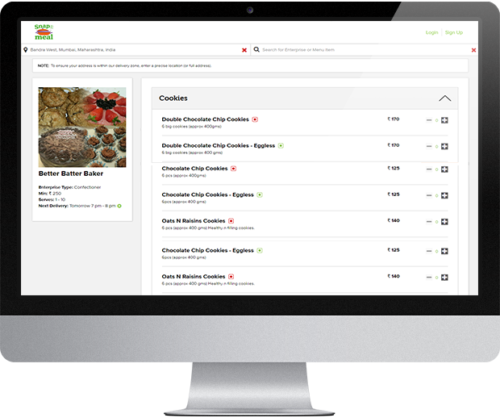 snap a
meal
Login
Sign Up
Bandra West, Mumbai, Maharashtra, India
Search for Enterprise or Menu item
NOTE: To ensure your address is within our delivery zone, enter a precise location (or full address).
Better Batter Baker
Enterprise Type: Confectioner
Min: ₹ 250
Serves: 1 - 10
Next Delivery: Tomorrow 7 pm - 8 pm
Cookies
Double Chocolate Chip Cookies ₹ 170
6 big cookies (approx 400gms)
Double Chocolate Chip Cookies - Eggless ₹ 170
6 big cookies (approx 400 gms)
Chocolate Chip Cookies ₹ 125
6 pcs (approx 400gms)
Chocolate Chip Cookies - Eggless ₹ 125
6pcs (approx 400 gms)
Oats N Raisins Cookies ₹ 140
6 pcs (approx 400 gms) Healthy n filling cookies
Chocolate Chip Cookies - Eggless ₹ 125
6pcs (approx 400 gms)
Oats N Raisins Cookies ₹ 140
6 pcs (approx 400 gms) Healthy n filling cookies